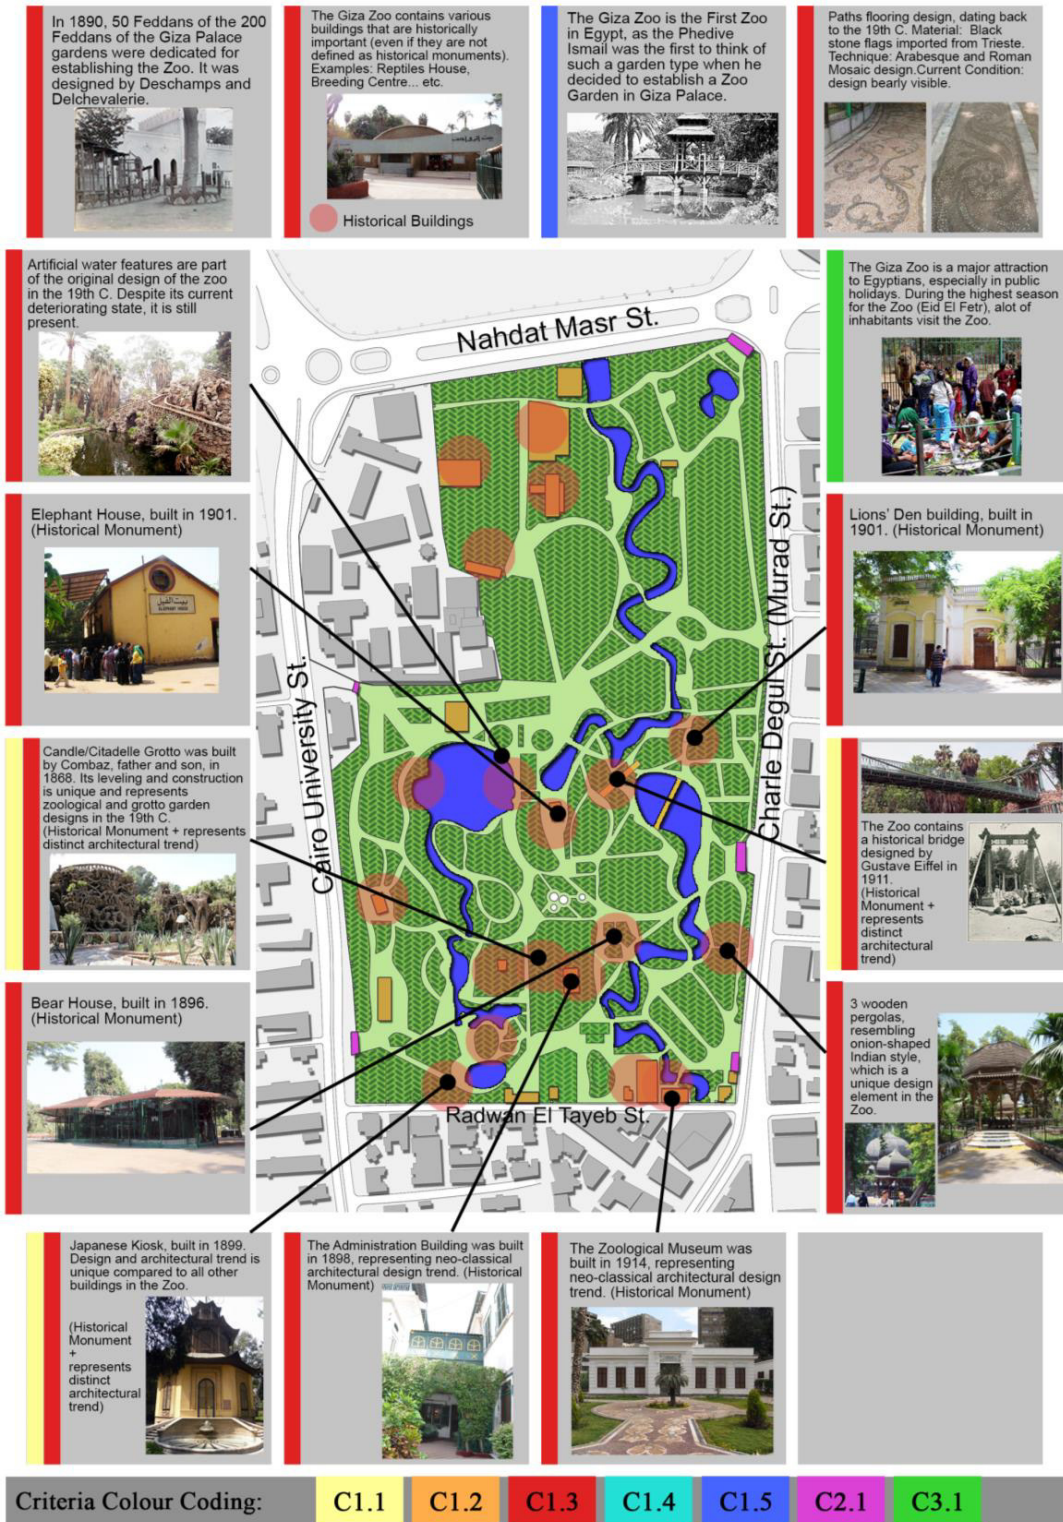 In 1890, 50 Feddans of the 200
Feddans of the Giza Palace
gardens were dedicated for
establishing the Zoo. It was
designed by Deschamps and
Delchevalerie.
The Giza Zoo contains various
buildings that are historically
important (even if they are not
defined as historical monuments).
Examples: Reptiles House,
Breeding Centre... etc.
Historical Buildings
The Giza Zoo is the First Zoo
in Egypt, as the Phedive
Ismail was the first to think of
such a garden type when he
decided to establish a Zoo
Garden in Giza Palace.
Paths flooring design, dating back
to the 19th C. Material: Black
stone flags imported from Trieste.
Technique: Arabesque and Roman
Mosaic design.Current Condition:
design bearly visible.
Artificial water features are part
of the original design of the zoo
in the 19th C. Despite its current
deteriorating state, it is still
present.
The Giza Zoo is a major attraction
to Egyptians, especially in public
holidays. During the highest season
for the Zoo (Eid El Fetr), alot of
inhabitants visit the Zoo.
Elephant House, built in 1901.
(Historical Monument)
بيت الفيل
ELEPHANT HOUSE
Lions' Den building, built in
1901. (Historical Monument)
Candle/Citadelle Grotto was built
by Combaz, father and son, in
1868. Its leveling and construction
is unique and represents
zoological and grotto garden
designs in the 19th C.
(Historical Monument + represents
distinct architectural trend)
The Zoo contains
a historical bridge
designed by
Gustave Eiffel in
1911.
(Historical
Monument +
represents
distinct
architectural
trend)
Bear House, built in 1896.
(Historical Monument)
3 wooden
pergolas,
resembling
onion-shaped
Indian style,
which is a
unique design
element in the
Zoo.
Nahdat Masr St.
Cairo University St.
Charle Degul St. (Murad St.)
Radwan El Tayeb St.
Japanese Kiosk, built in 1899.
Design and architectural trend is
unique compared to all other
buildings in the Zoo.
(Historical
Monument
+
represents
distinct
architectural
trend)
The Administration Building was built
in 1898, representing neo-classical
architectural design trend. (Historical
Monument)
The Zoological Museum was
built in 1914, representing
neo-classical architectural design
trend. (Historical Monument)
Criteria Colour Coding: C1.1 C1.2 C1.3 C1.4 C1.5 C2.1 C3.1